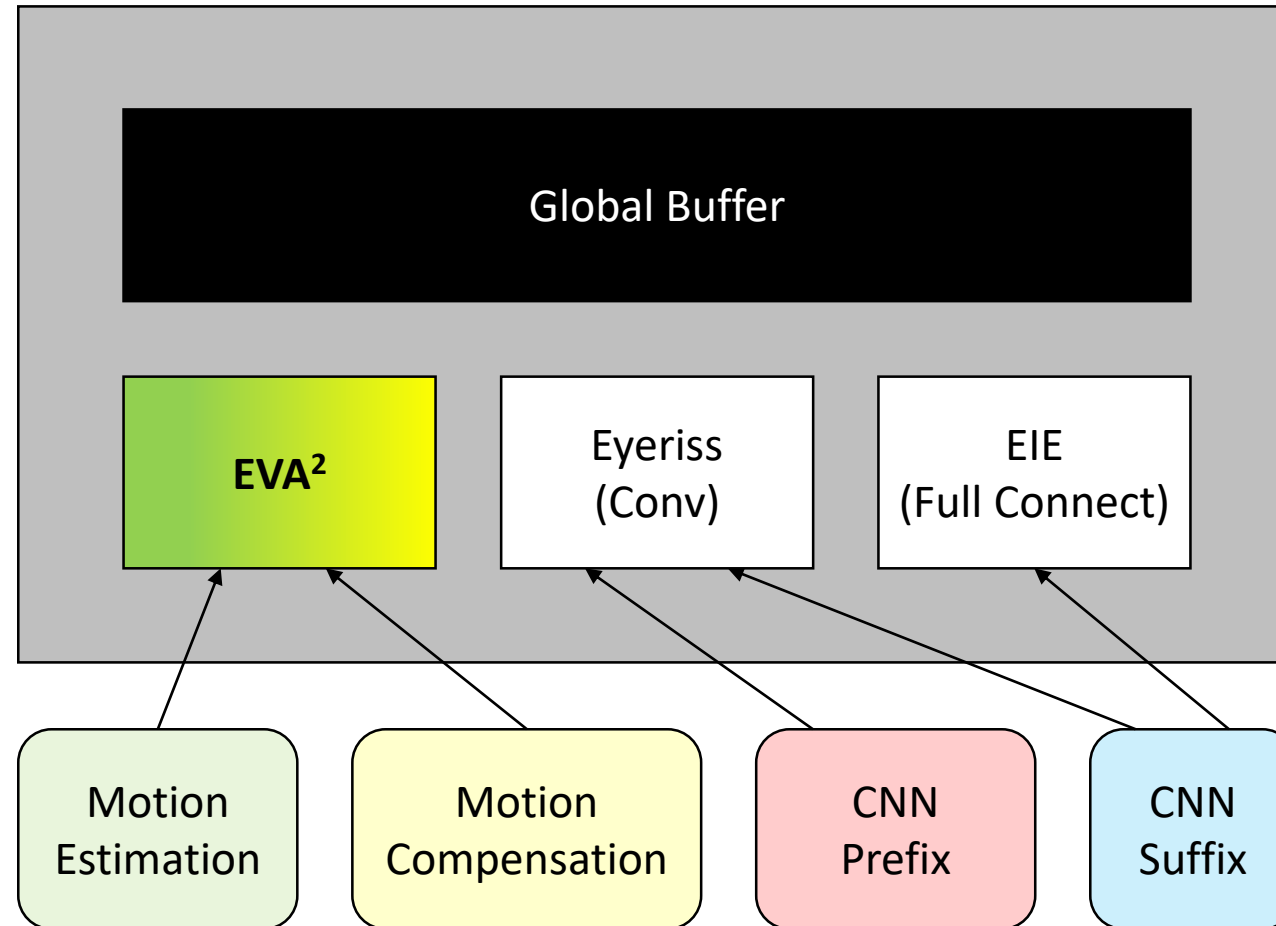 Global Buffer
EVA²
Eyeriss
(Conv)
EIE
(Full Connect)
Motion
Estimation
Motion
Compensation
CNN
Prefix
CNN
Suffix